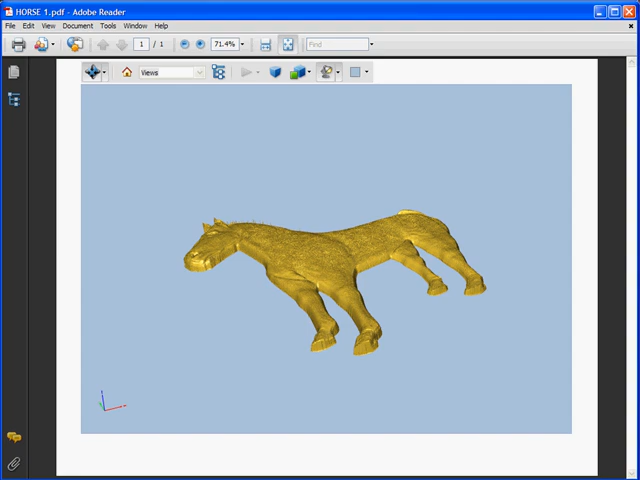 HORSE 1.pdf - Adobe Reader
File Edit View Document Tools Window Help
1 / 1 71.4% Find
Views